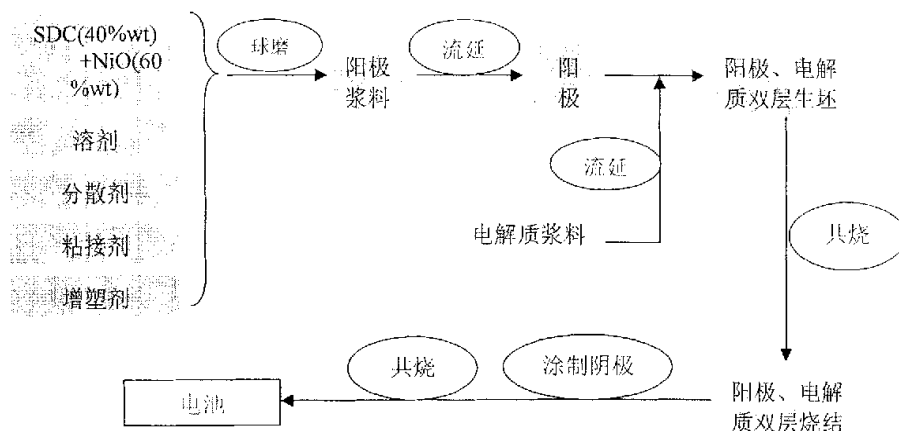 SDC(40%wt)
+NiO(60
%wt)
溶剂
分散剂
粘接剂
增塑剂
球磨
阳极
浆料
流延
阳
极
流延
电解质浆料
阳极、电解
质双层生坯
共烧
阳极、电解
质双层烧结
涂制阴极
共烧
电池